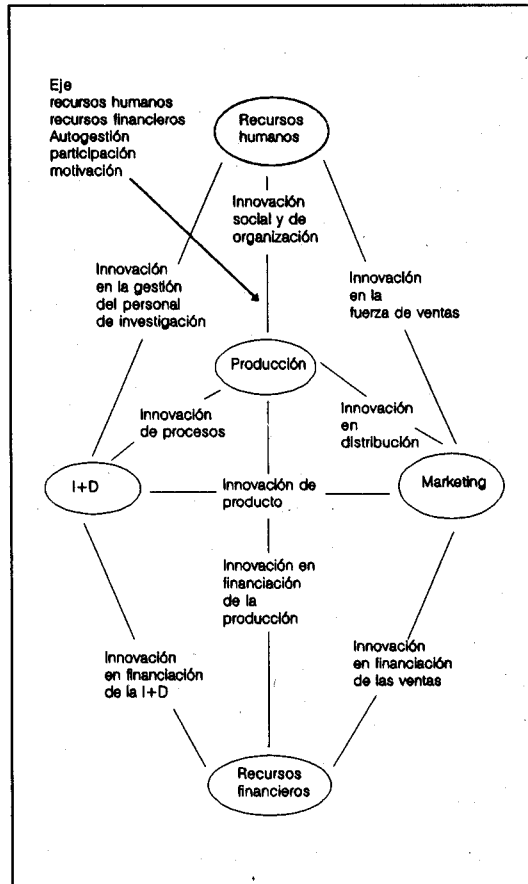 Eje
recursos humanos
recursos financieros
Autogestión
participación
motivación
Recursos
humanos
Innovación
social y de
organización
Innovación
en la gestión
del personal
de investigación
Innovación
en la
fuerza de ventas
Producción
Innovación
de procesos
Innovación
en
distribución
I+D
Innovación de
producto
Marketing
Innovación en
financiación
de la
producción
Innovación
en financiación
de la I+D
Innovación
en financiación
de las ventas
Recursos
financieros